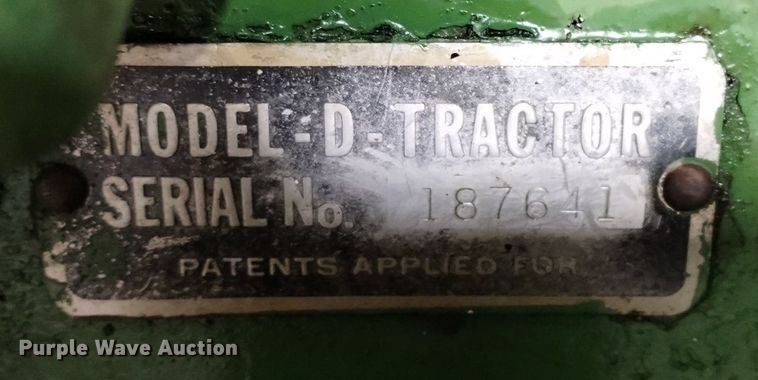 MODEL-D-TRACTOR
SERIAL No. 187641
PATENTS APPLIED FOR
Purple Wave Auction